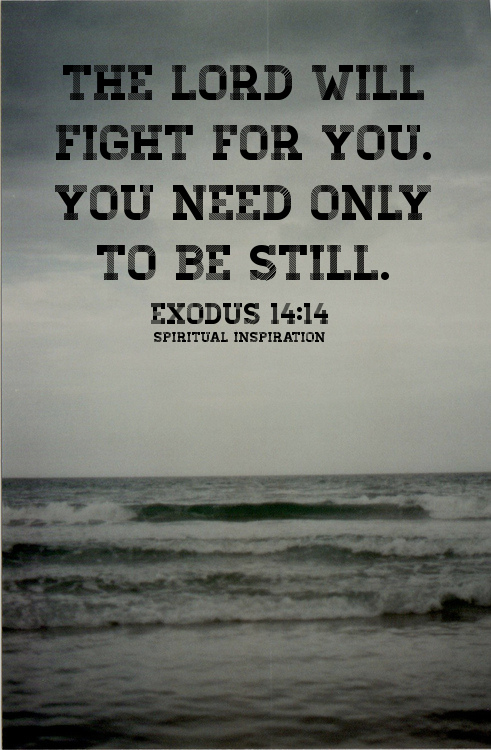 THE LORD WILL
FIGHT FOR YOU.
YOU NEED ONLY
TO BE STILL.
EXODUS 14:14
SPIRITUAL INSPIRATION